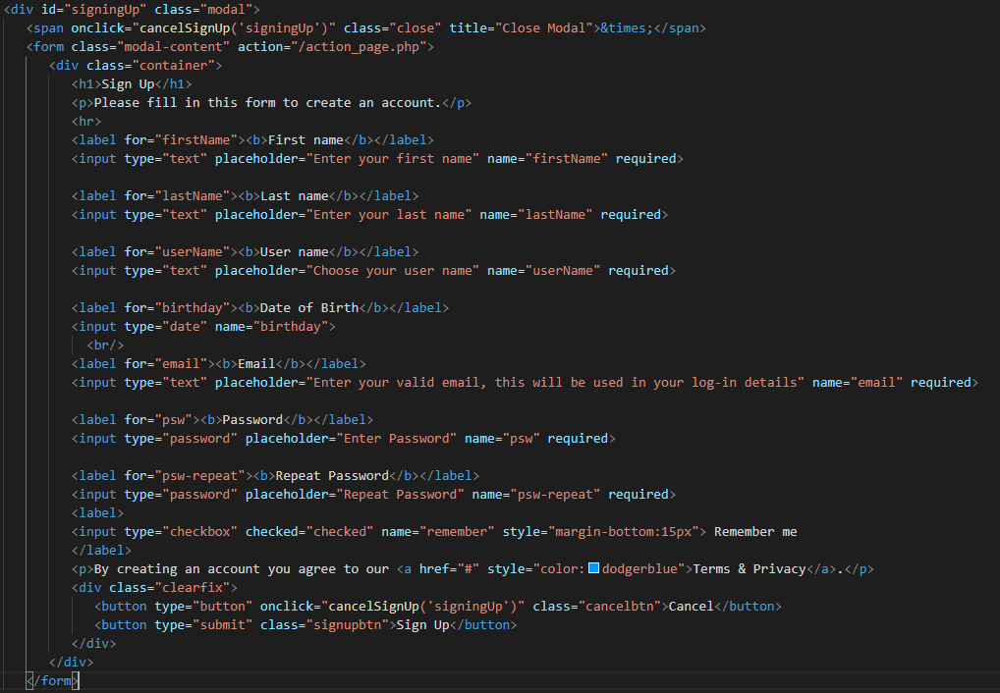 <div id="signingUp" class="modal">
<span onclick="cancelSignUp('signingUp')" class="close" title="Close Modal">&times;</span>
<form class="modal-content" action="/action_page.php">
<div class="container">
<h1>Sign Up</h1>
<p>Please fill in this form to create an account.</p>
<hr>
<label for="firstName"><b>First name</b></label>
<input type="text" placeholder="Enter your first name" name="firstName" required>
<label for="lastName"><b>Last name</b></label>
<input type="text" placeholder="Enter your last name" name="lastName" required>
<label for="userName"><b>User name</b></label>
<input type="text" placeholder="Choose your user name" name="userName" required>
<label for="birthday"><b>Date of Birth</b></label>
<input type="date" name="birthday">
<br/>
<label for="email"><b>Email</b></label>
<input type="text" placeholder="Enter your valid email, this will be used in your log-in details" name="email" required>
<label for="psw"><b>Password</b></label>
<input type="password" placeholder="Enter Password" name="psw" required>
<label for="psw-repeat"><b>Repeat Password</b></label>
<input type="password" placeholder="Repeat Password" name="psw-repeat" required>
<label>
<input type="checkbox" checked="checked" name="remember" style="margin-bottom:15px"> Remember me
</label>
<p>By creating an account you agree to our <a href="#" style="color:dodgerblue">Terms & Privacy</a>.</p>
<div class="clearfix">
<button type="button" onclick="cancelSignUp('signingUp')" class="cancelbtn">Cancel</button>
<button type="submit" class="signupbtn">Sign Up</button>
</div>
</div>
</form>